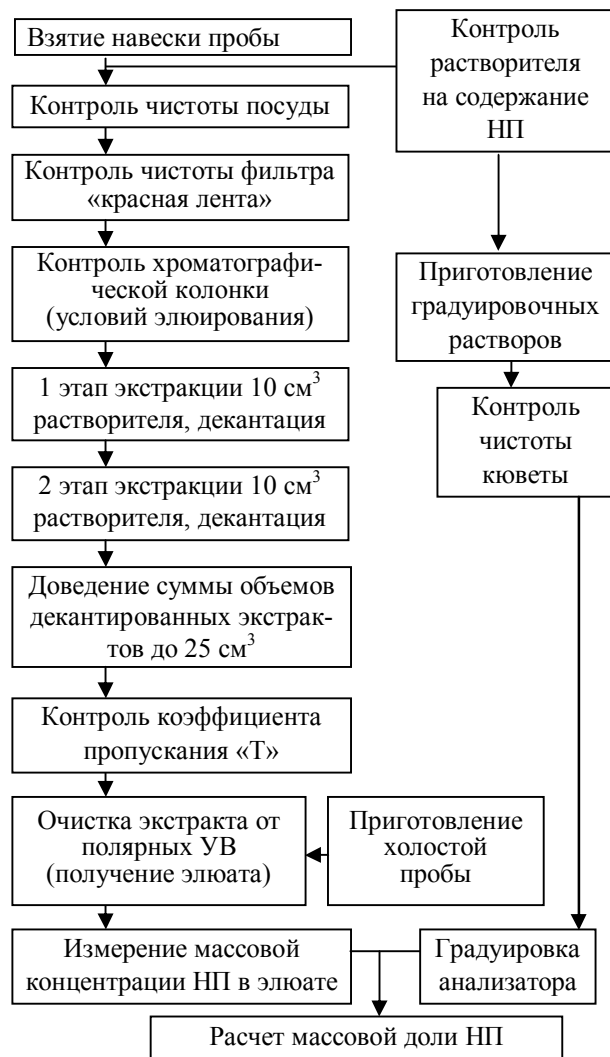 Взятие навески пробы
Контроль
растворителя
на содержание
НП
Контроль чистоты посуды
Контроль чистоты фильтра
«красная лента»
Контроль хроматографи-
ческой колонки
(условий элюирования)
Приготовление
градуировочных
растворов
1 этап экстракции 10 см³
растворителя, декантация
Контроль
чистоты
кюветы
2 этап экстракции 10 см³
растворителя, декантация
Доведение суммы объемов
декантированных экстрак-
тов до 25 см³
Контроль коэффициента
пропускания «Т»
Очистка экстракта от
полярных УВ
(получение элюата)
Приготовление
холостой
пробы
Измерение массовой
концентрации НП в элюате
Градуировка
анализатора
Расчет массовой доли НП